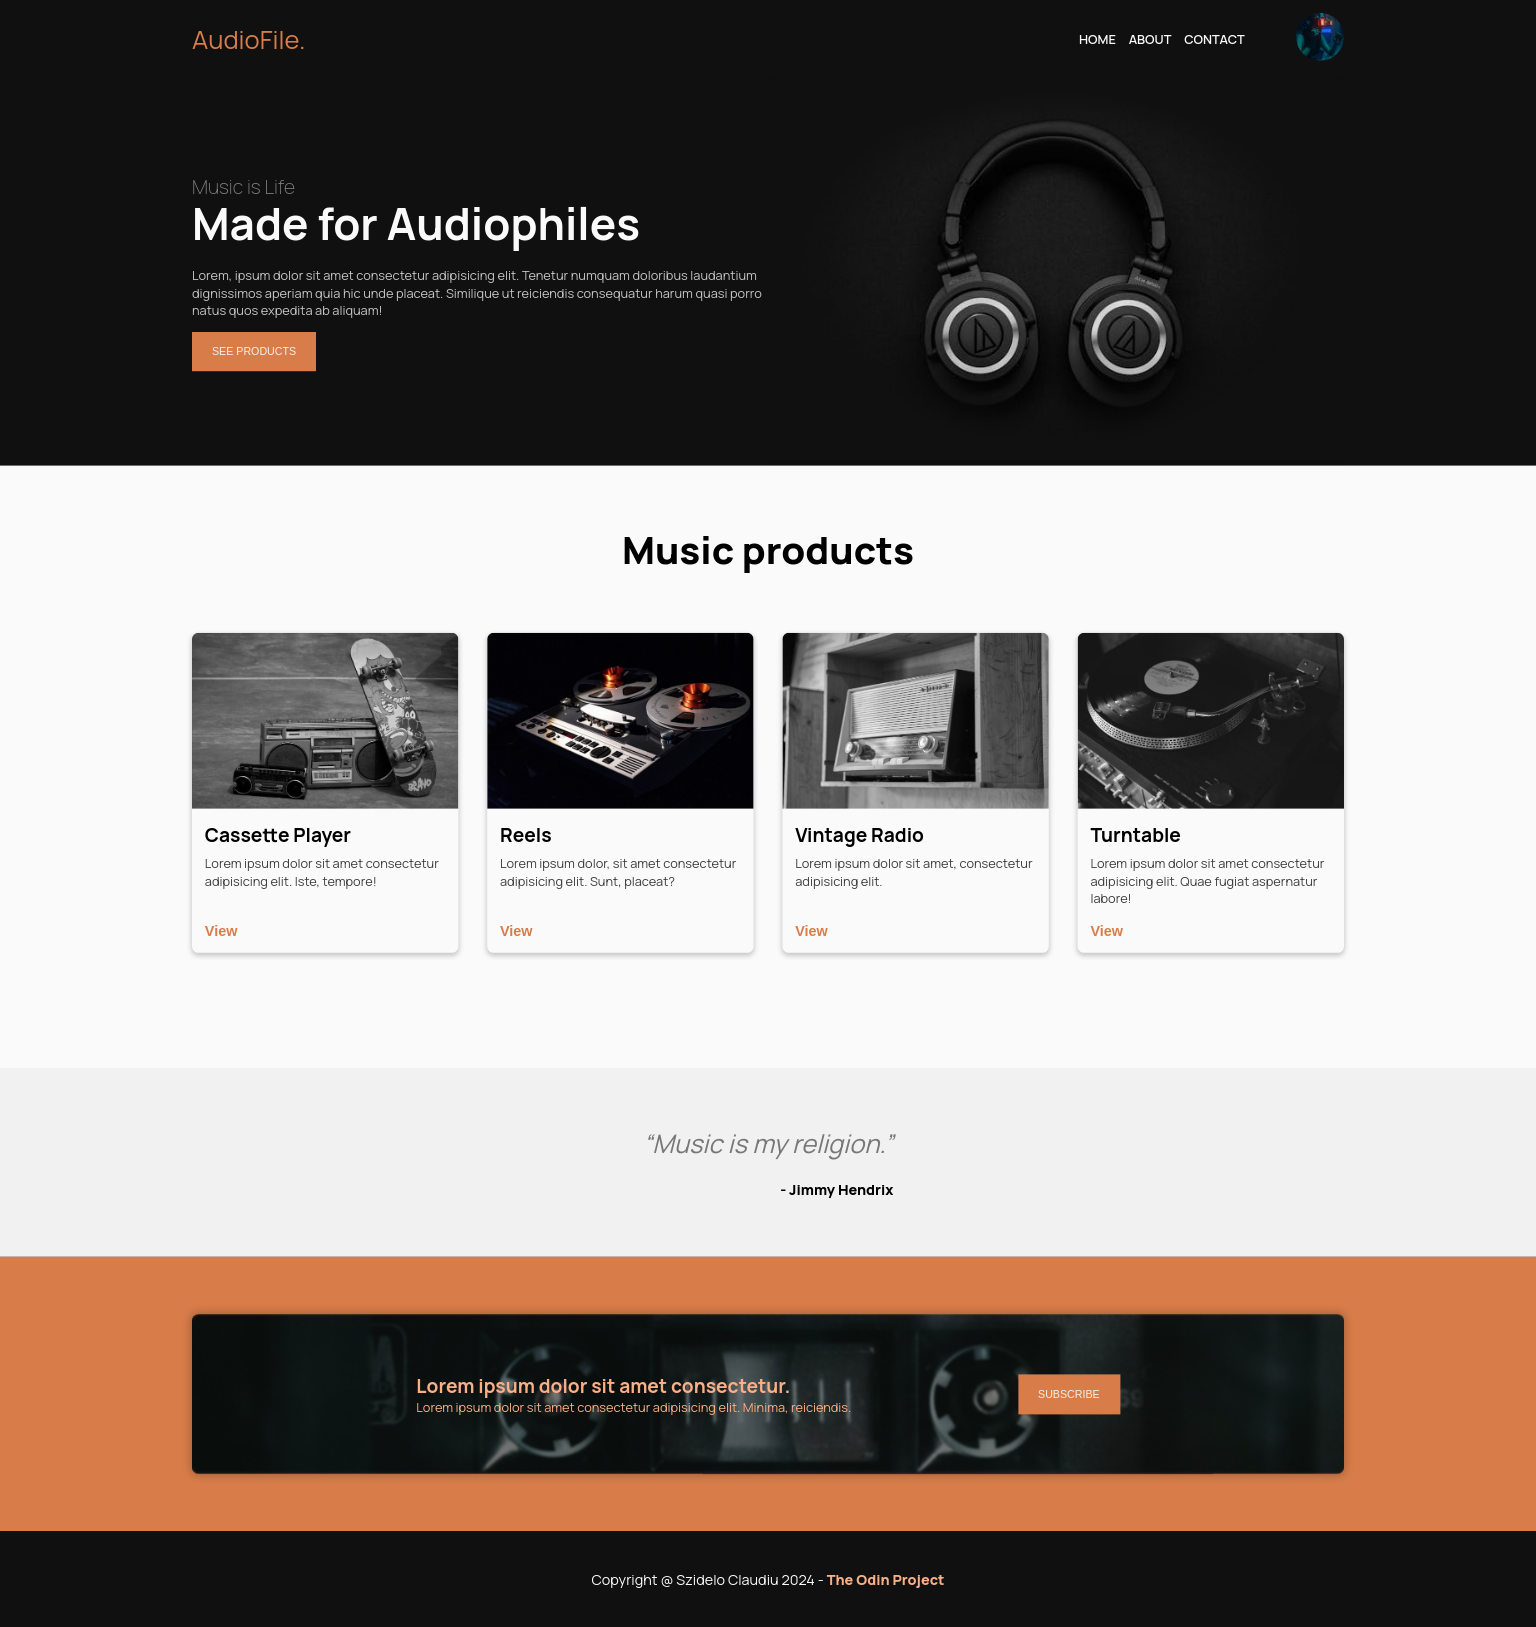 AudioFile.
HOME ABOUT CONTACT
Music is Life
Made for Audiophiles
Lorem, ipsum dolor sit amet consectetur adipisicing elit. Tenetur numquam doloribus laudantium
dignissimos aperiam quia hic unde placeat. Similique ut reiciendis consequatur harum quasi porro
natus quos expedita ab aliquam!
SEE PRODUCTS
Music products
Cassette Player
Lorem ipsum dolor sit amet consectetur
adipisicing elit. Iste, tempore!
View
Reels
Lorem ipsum dolor, sit amet consectetur
adipisicing elit. Sunt, placeat?
View
Vintage Radio
Lorem ipsum dolor sit amet, consectetur
adipisicing elit.
View
Turntable
Lorem ipsum dolor sit amet consectetur
adipisicing elit. Quae fugiat aspernatur
labore!
View
“Music is my religion.”
- Jimmy Hendrix
Lorem ipsum dolor sit amet consectetur.
Lorem ipsum dolor sit amet consectetur adipisicing elit. Minima, reiciendis.
SUBSCRIBE
Copyright @ Szidelo Claudiu 2024 - The Odin Project